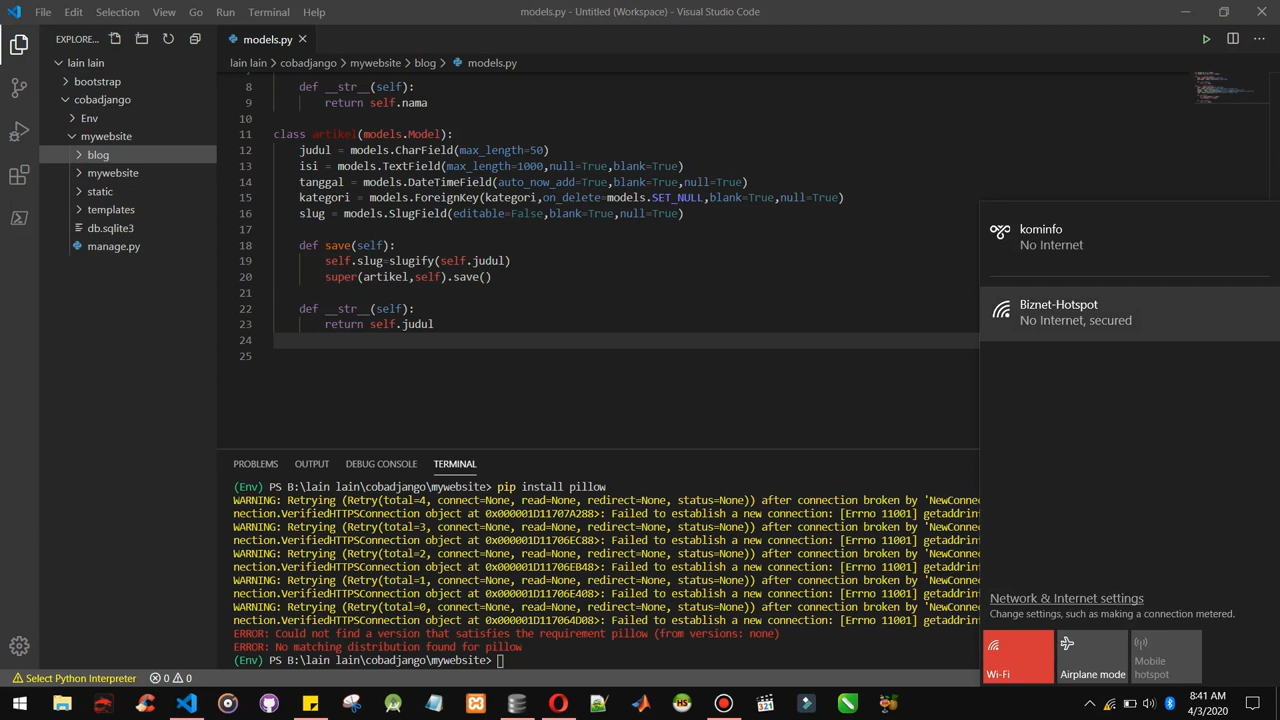 File Edit Selection View Go Run Terminal Help
models.py - Untitled (Workspace) - Visual Studio Code
EXPLORE...
models.py
lain lain
bootstrap
cobadjango
Env
mywebsite
blog
mywebsite
static
templates
db.sqlite3
manage.py
lain lain > cobadjango > mywebsite > blog > models.py
8 def __str__(self):
9 return self.nama
10
11 class artikel(models.Model):
12 judul = models.CharField(max_length=50)
13 isi = models.TextField(max_length=1000,null=True,blank=True)
14 tanggal = models.DateTimeField(auto_now_add=True,blank=True,null=True)
15 kategori = models.ForeignKey(kategori,on_delete=models.SET_NULL,blank=True,null=True)
16 slug = models.SlugField(editable=False,blank=True,null=True)
17
18 def save(self):
19 self.slug=slugify(self.judul)
20 super(artikel,self).save()
21
22 def __str__(self):
23 return self.judul
24
25
PROBLEMS OUTPUT DEBUG CONSOLE TERMINAL
(Env) PS B:\lain lain\cobadjango\mywebsite> pip install pillow
WARNING: Retrying (Retry(total=4, connect=None, read=None, redirect=None, status=None)) after connection broken by 'NewConne
nection.VerifiedHTTPSConnection object at 0x000001D11707A288>: Failed to establish a new connection: [Errno 11001] getaddrin
WARNING: Retrying (Retry(total=3, connect=None, read=None, redirect=None, status=None)) after connection broken by 'NewConne
nection.VerifiedHTTPSConnection object at 0x000001D11706EC88>: Failed to establish a new connection: [Errno 11001] getaddrin
WARNING: Retrying (Retry(total=2, connect=None, read=None, redirect=None, status=None)) after connection broken by 'NewConne
nection.VerifiedHTTPSConnection object at 0x000001D11706EB48>: Failed to establish a new connection: [Errno 11001] getaddrin
WARNING: Retrying (Retry(total=1, connect=None, read=None, redirect=None, status=None)) after connection broken by 'NewConne
nection.VerifiedHTTPSConnection object at 0x000001D11706E408>: Failed to establish a new connection: [Errno 11001] getaddrin
WARNING: Retrying (Retry(total=0, connect=None, read=None, redirect=None, status=None)) after connection broken by 'NewConne
nection.VerifiedHTTPSConnection object at 0x000001D117064D08>: Failed to establish a new connection: [Errno 11001] getaddrin
ERROR: Could not find a version that satisfies the requirement pillow (from versions: none)
ERROR: No matching distribution found for pillow
(Env) PS B:\lain lain\cobadjango\mywebsite>
kominfo
No Internet
Biznet-Hotspot
No Internet, secured
Network & Internet settings
Change settings, such as making a connection metered.
Wi-Fi
Airplane mode
Mobile
hotspot
Select Python Interpreter 0 0
321
HS
8:41 AM
4/3/2020